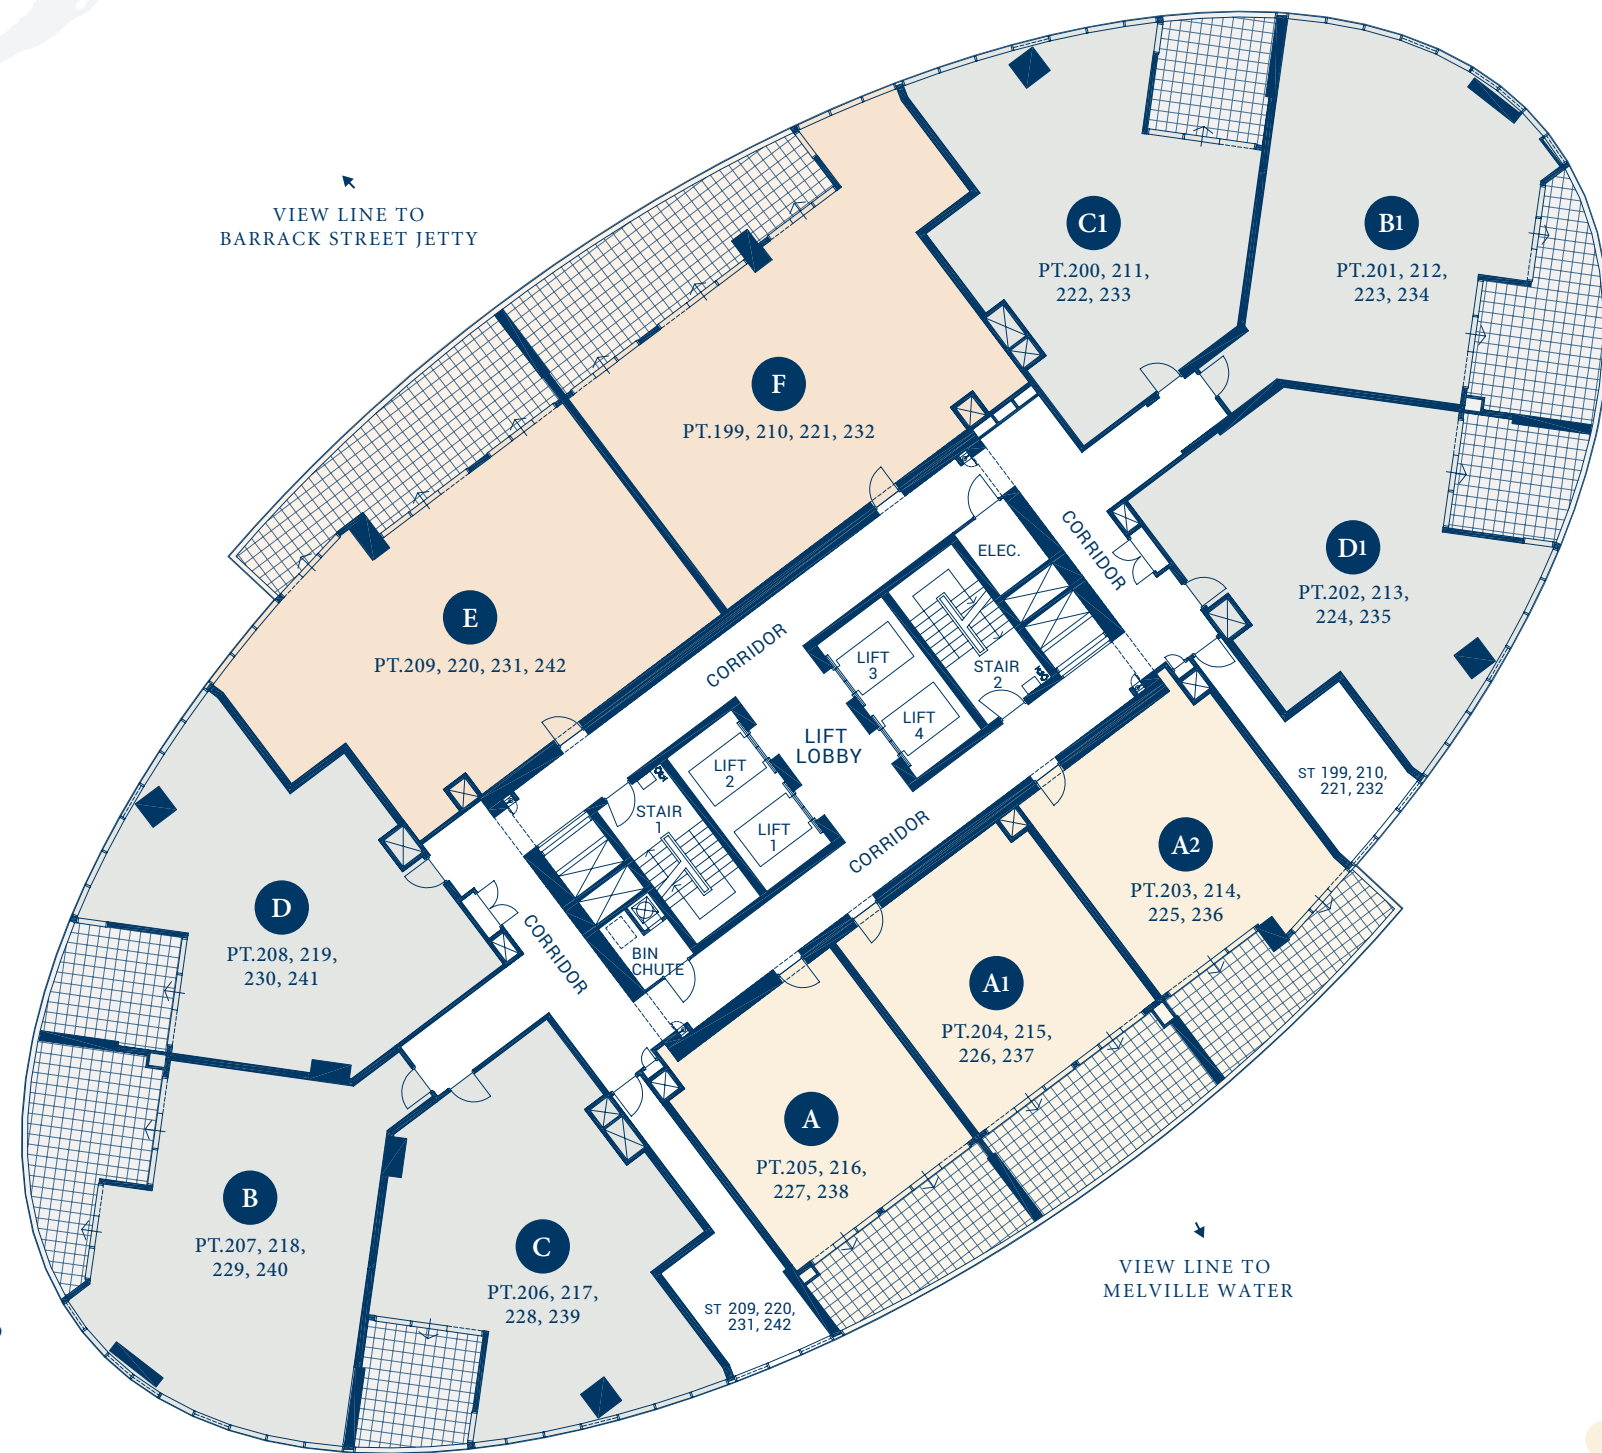 VIEW LINE TO
BARRACK STREET JETTY
C1
PT.200, 211,
222, 233
B1
PT.201, 212,
223, 234
F
PT.199, 210, 221, 232
E
PT.209, 220, 231, 242
D1
PT.202, 213,
224, 235
CORRIDOR
ELEC.
CORRIDOR
LIFT
3
STAIR
2
LIFT
4
LIFT
LOBBY
LIFT
2
STAIR
1
LIFT
1
CORRIDOR
ST 199, 210,
221, 232
A2
PT.203, 214,
225, 236
D
PT.208, 219,
230, 241
CORRIDOR
BIN
CHUTE
A1
PT.204, 215,
226, 237
A
PT.205, 216,
227, 238
B
PT.207, 218,
229, 240
C
PT.206, 217,
228, 239
ST 209, 220,
231, 242
VIEW LINE TO
MELVILLE WATER